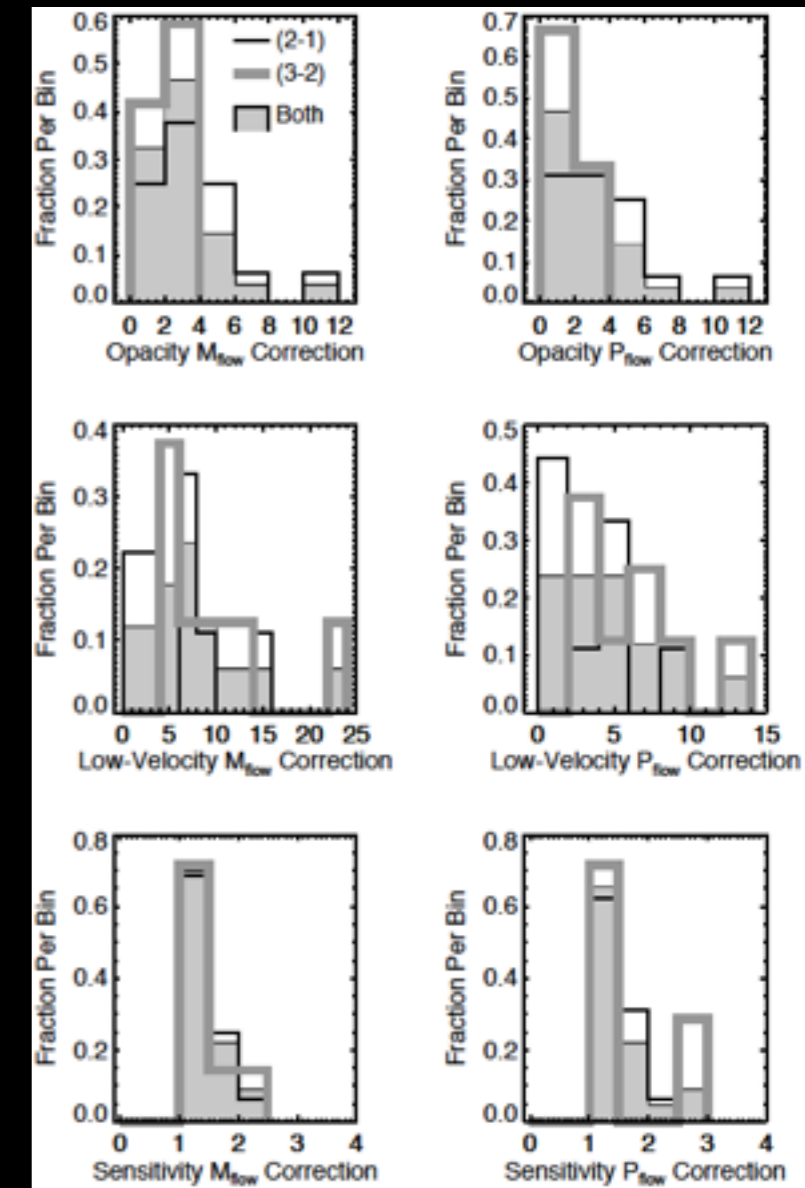 Fraction Per Bin
0.6
0.5
0.4
0.3
0.2
0.1
0.0
(2-1)
(3-2)
Both
0 2 4 6 8 10 12
Opacity Mflow Correction
Fraction Per Bin
0.7
0.6
0.5
0.4
0.3
0.2
0.1
0.0
0 2 4 6 8 10 12
Opacity Pflow Correction
Fraction Per Bin
0.4
0.3
0.2
0.1
0.0
0 5 10 15 20 25
Low-Velocity Mflow Correction
Fraction Per Bin
0.5
0.4
0.3
0.2
0.1
0.0
0 5 10 15
Low-Velocity Pflow Correction
Fraction Per Bin
0.8
0.6
0.4
0.2
0.0
0 1 2 3 4
Sensitivity Mflow Correction
Fraction Per Bin
0.8
0.6
0.4
0.2
0.0
0 1 2 3 4
Sensitivity Pflow Correction